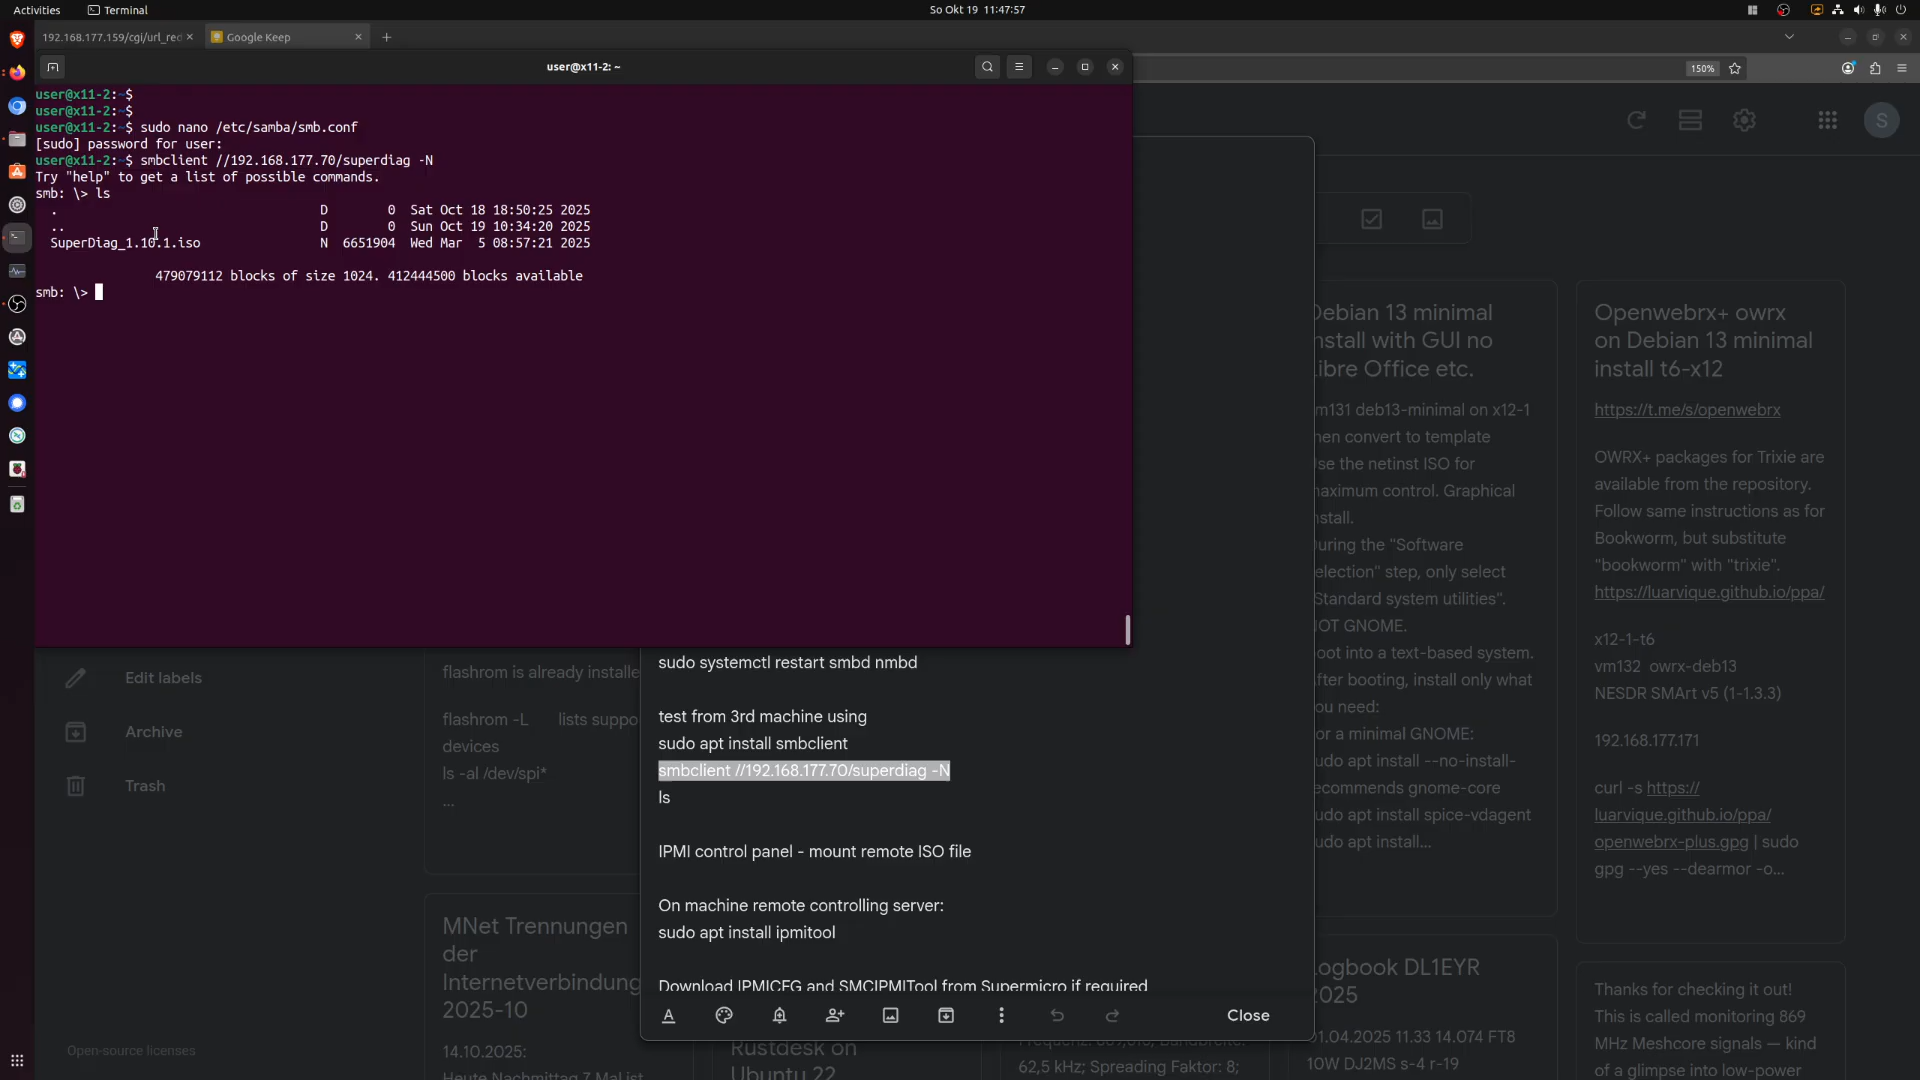 Activities
Terminal
So Okt 19 11:47:57
192.168.177.159/cgi/url_red
Google Keep
user@x11-2: ~
150%
user@x11-2:~$
user@x11-2:~$
user@x11-2:~$ sudo nano /etc/samba/smb.conf
[sudo] password for user:
user@x11-2:~$ smbclient //192.168.177.70/superdiag -N
Try "help" to get a list of possible commands.
smb: \> ls
. D 0 Sat Oct 18 18:50:25 2025
.. D 0 Sun Oct 19 10:34:20 2025
SuperDiag_1.10.1.iso N 6651904 Wed Mar 5 08:57:21 2025
479079112 blocks of size 1024. 412444500 blocks available
smb: \>
S
Edit labels
Archive
Trash
Open-source licenses
flashrom is already installe
flashrom -L lists suppo
devices
ls -al /dev/spi*
...
MNet Trennungen
der
Internetverbindung
2025-10
14.10.2025:
Heute Nachmittag 7 Mal ist
sudo systemctl restart smbd nmbd
test from 3rd machine using
sudo apt install smbclient
smbclient //192.168.177.70/superdiag -N
ls
IPMI control panel - mount remote ISO file
On machine remote controlling server:
sudo apt install ipmitool
Download IPMICFG and SMCIPMITool from Supermicro if required
Close
Rustdesk on
Ubuntu 22
Frequenz: 869,618; Bandbreite:
62,5 kHz; Spreading Faktor: 8;
Debian 13 minimal
nstall with GUI no
Libre Office etc.
m131 deb13-minimal on x12-1
hen convert to template
Use the netinst ISO for
maximum control. Graphical
nstall.
During the "Software
election" step, only select
Standard system utilities".
NOT GNOME.
oot into a text-based system.
After booting, install only what
ou need:
or a minimal GNOME:
udo apt install --no-install-
ecommends gnome-core
udo apt install spice-vdagent
udo apt install...
Logbook DL1EYR
2025
01.04.2025 11.33 14.074 FT8
10W DJ2MS s-4 r-19
Openwebrx+ owrx
on Debian 13 minimal
install t6-x12
https://t.me/s/openwebrx
OWRX+ packages for Trixie are
available from the repository.
Follow same instructions as for
Bookworm, but substitute
"bookworm" with "trixie".
https://luarvique.github.io/ppa/
x12-1-t6
vm132 owrx-deb13
NESDR SMArt v5 (1-1.3.3)
192.168.177.171
curl -s https://
luarvique.github.io/ppa/
openwebrx-plus.gpg | sudo
gpg --yes --dearmor -o...
Thanks for checking it out!
This is called monitoring 869
MHz Meshcore signals — kind
of a glimpse into low-power